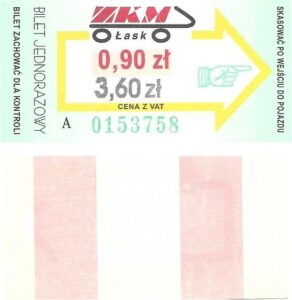 BILET JEDNORAZOWY
BILET ZACHOWAĆ DLA KONTROLI
ZKM
Łask
0,90 zł
3,60 zł
CENA Z VAT
A 0153758
SKASOWAĆ PO WEJŚCIU DO POJAZDU